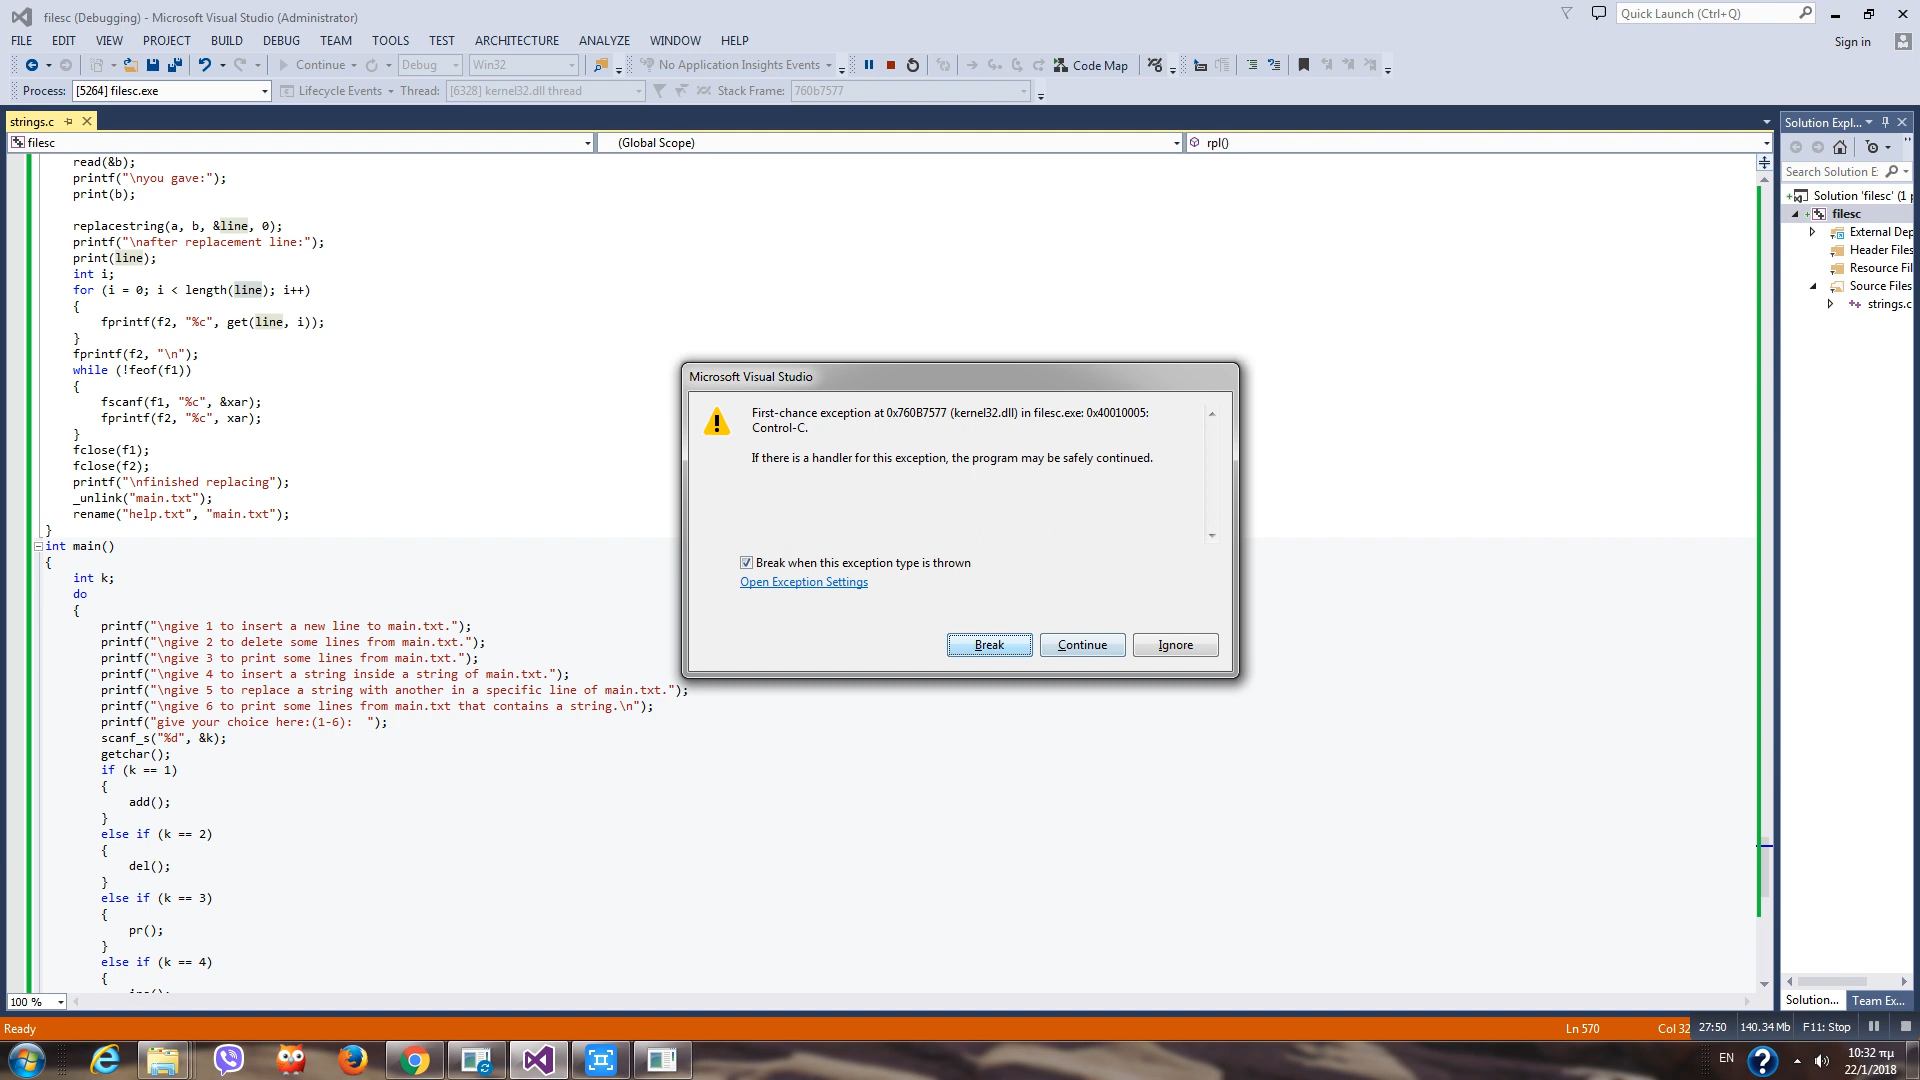 filesc (Debugging) - Microsoft Visual Studio (Administrator)
Quick Launch (Ctrl+Q)
FILE EDIT VIEW PROJECT BUILD DEBUG TEAM TOOLS TEST ARCHITECTURE ANALYZE WINDOW HELP
Sign in
Continue Debug Win32 No Application Insights Events Code Map
Process: [5264] filesc.exe Lifecycle Events Thread: [6328] kernel32.dll thread Stack Frame: 760b7577
strings.c
filesc (Global Scope) rpl()
read(&b);
printf("\nyou gave:");
print(b);
replacestring(a, b, &line, 0);
printf("\nafter replacement line:");
print(line);
int i;
for (i = 0; i < length(line); i++)
{
fprintf(f2, "%c", get(line, i));
}
fprintf(f2, "\n");
while (!feof(f1))
{
fscanf(f1, "%c", &xar);
fprintf(f2, "%c", xar);
}
fclose(f1);
fclose(f2);
printf("\nfinished replacing");
_unlink("main.txt");
rename("help.txt", "main.txt");
}
int main()
{
int k;
do
{
printf("\ngive 1 to insert a new line to main.txt.");
printf("\ngive 2 to delete some lines from main.txt.");
printf("\ngive 3 to print some lines from main.txt.");
printf("\ngive 4 to insert a string inside a string of main.txt.");
printf("\ngive 5 to replace a string with another in a specific line of main.txt.");
printf("\ngive 6 to print some lines from main.txt that contains a string.\n");
printf("give your choice here:(1-6):  ");
scanf_s("%d", &k);
getchar();
if (k == 1)
{
add();
}
else if (k == 2)
{
del();
}
else if (k == 3)
{
pr();
}
else if (k == 4)
{
Microsoft Visual Studio
First-chance exception at 0x760B7577 (kernel32.dll) in filesc.exe: 0x40010005:
Control-C.
If there is a handler for this exception, the program may be safely continued.
Break when this exception type is thrown
Open Exception Settings
Break Continue Ignore
Solution Expl...
Search Solution E
Solution 'filesc' (1 p
filesc
External Dep
Header Files
Resource Fil
Source Files
strings.c
Solution... Team Ex...
100 %
Ready Ln 570 Col 32 27:50 140.34 Mb F11: Stop
EN
10:32 πμ
22/1/2018